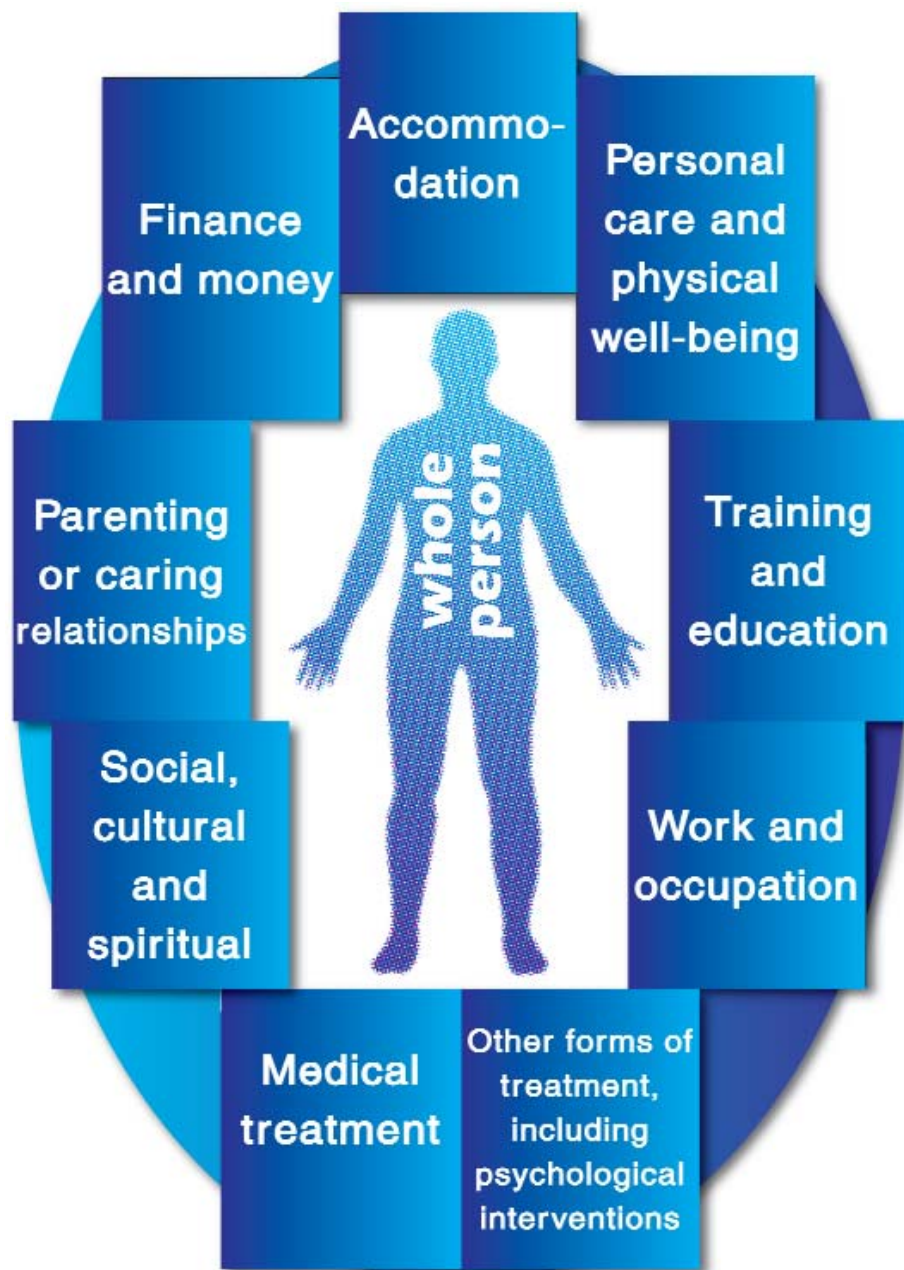 Accommo-
dation
Personal
care and
physical
well-being
Training
and
education
Work and
occupation
Other forms of
treatment,
including
psychological
interventions
Medical
treatment
Social,
cultural
and
spiritual
Parenting
or caring
relationships
Finance
and money
whole
person